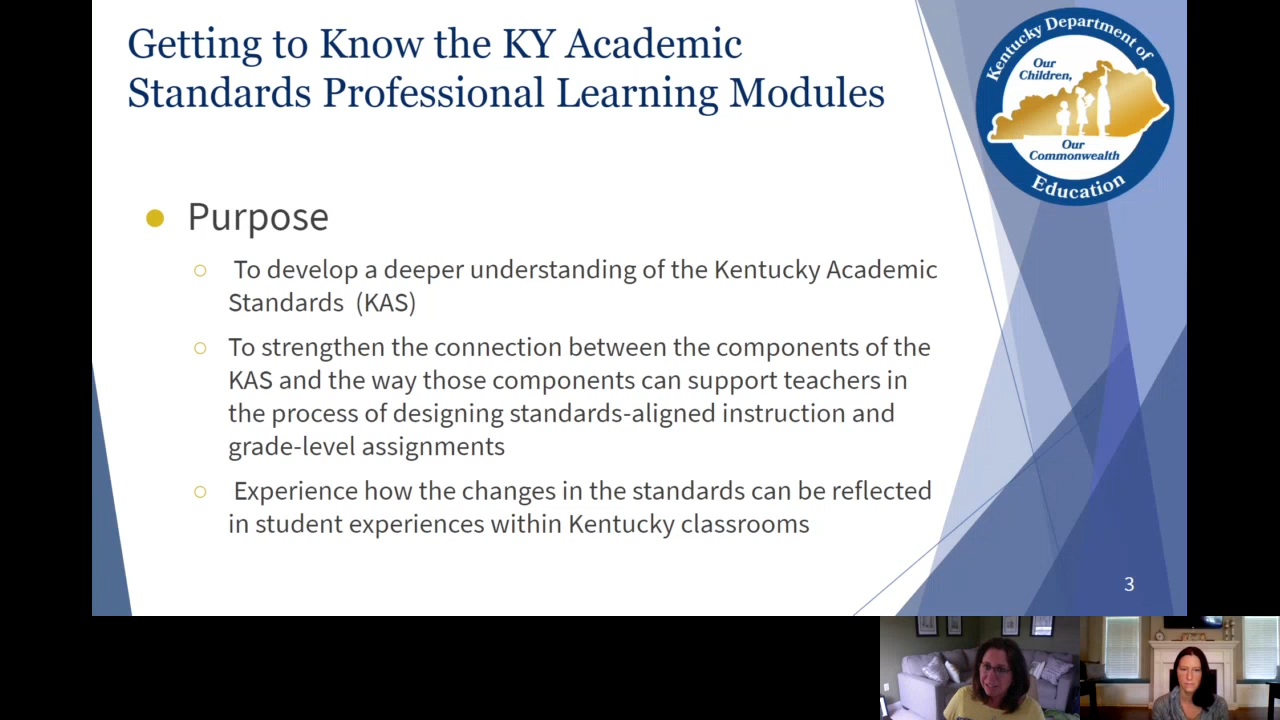 Getting to Know the KY Academic
Standards Professional Learning Modules
Kentucky Department of
Our
Children,
Our
Commonwealth
Education
Purpose
To develop a deeper understanding of the Kentucky Academic
Standards (KAS)
To strengthen the connection between the components of the
KAS and the way those components can support teachers in
the process of designing standards-aligned instruction and
grade-level assignments
Experience how the changes in the standards can be reflected
in student experiences within Kentucky classrooms
3